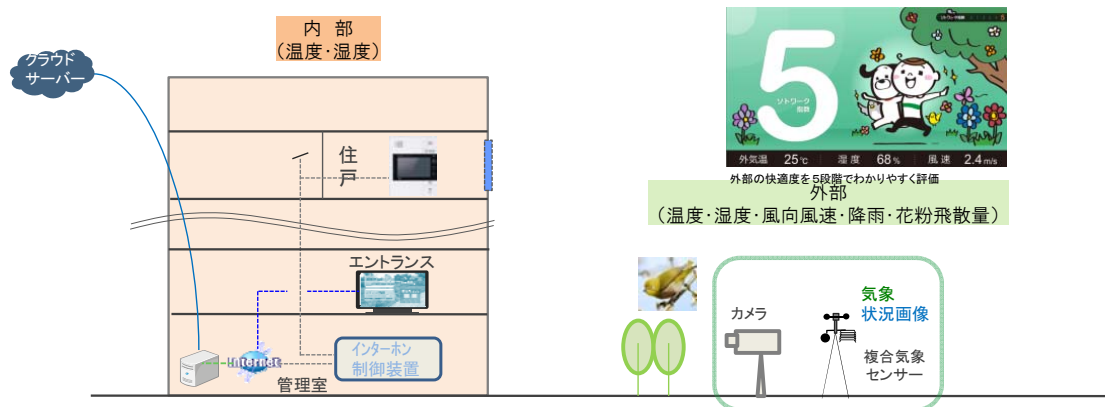 内 部
(温度・湿度)
クラウド
サーバー
住
戸
エントランス
Internet
インターホン
制御装置
管理室
5
ソトワーク
指数
外気温 25℃ 湿度 68% 風速 2.4m/s
外部の快適度を5段階でわかりやすく評価
外部
(温度・湿度・風向風速・降雨・花粉飛散量)
カメラ
気象
状況画像
複合気象
センサー